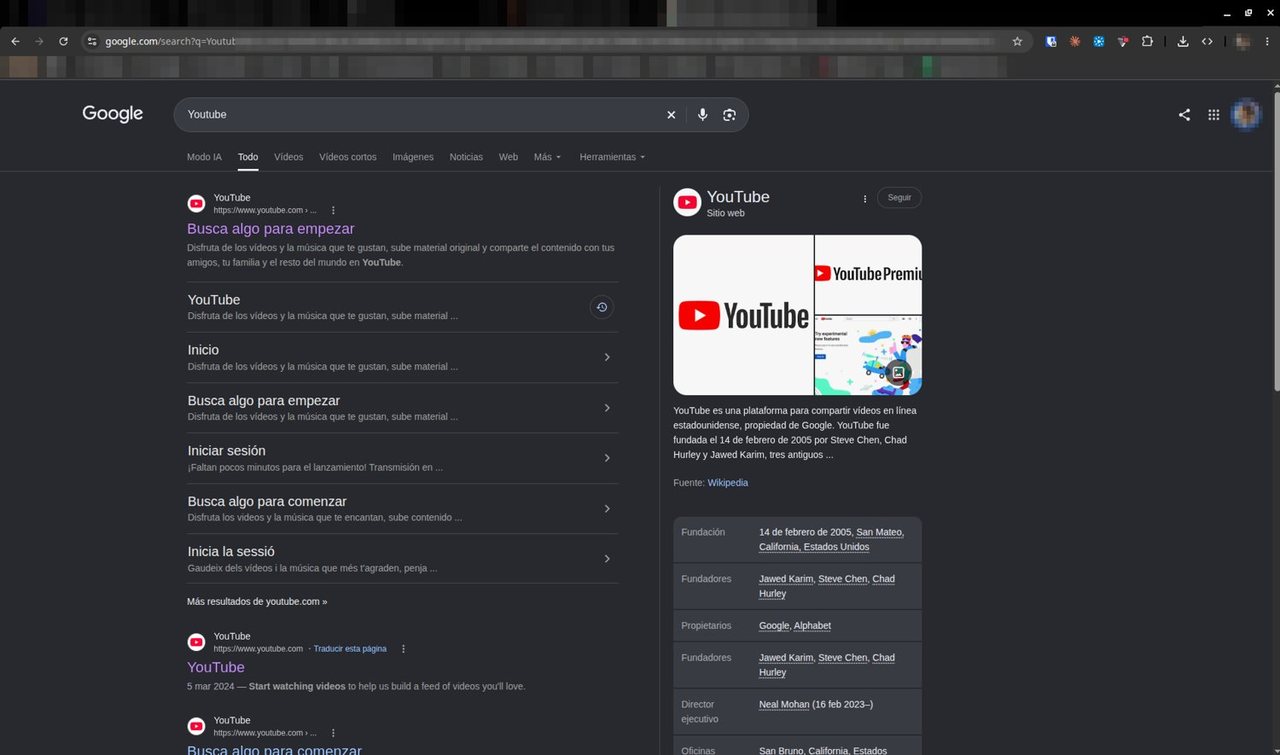 google.com/search?q=Youtub
Google
Youtube
Modo IA Todo Vídeos Vídeos cortos Imágenes Noticias Web Más Herramientas
YouTube
https://www.youtube.com › ...
Busca algo para empezar
Disfruta de los vídeos y la música que te gustan, sube material original y comparte el contenido con tus
amigos, tu familia y el resto del mundo en YouTube.
YouTube
Disfruta de los vídeos y la música que te gustan, sube material ...
Inicio
Disfruta de los vídeos y la música que te gustan, sube material ...
Busca algo para empezar
Disfruta de los vídeos y la música que te gustan, sube material ...
Iniciar sesión
¡Faltan pocos minutos para el lanzamiento! Transmisión en ...
Busca algo para comenzar
Disfruta los videos y la música que te encantan, sube contenido ...
Inicia la sessió
Gaudeix dels vídeos i la música que més t'agraden, penja ...
Más resultados de youtube.com »
YouTube
https://www.youtube.com · Traducir esta página
YouTube
5 mar 2024 — Start watching videos to help us build a feed of videos you'll love.
YouTube
https://www.youtube.com › ...
Busca algo para comenzar
YouTube
Sitio web
Seguir
YouTube
YouTube Premiu
Try experimental
new features
YouTube es una plataforma para compartir vídeos en línea
estadounidense, propiedad de Google. YouTube fue
fundada el 14 de febrero de 2005 por Steve Chen, Chad
Hurley y Jawed Karim, tres antiguos ...
Fuente: Wikipedia
Fundación 14 de febrero de 2005, San Mateo,
California, Estados Unidos
Fundadores Jawed Karim, Steve Chen, Chad
Hurley
Propietarios Google, Alphabet
Fundadores Jawed Karim, Steve Chen, Chad
Hurley
Director Neal Mohan (16 feb 2023–)
ejecutivo
Oficinas San Bruno, California, Estados